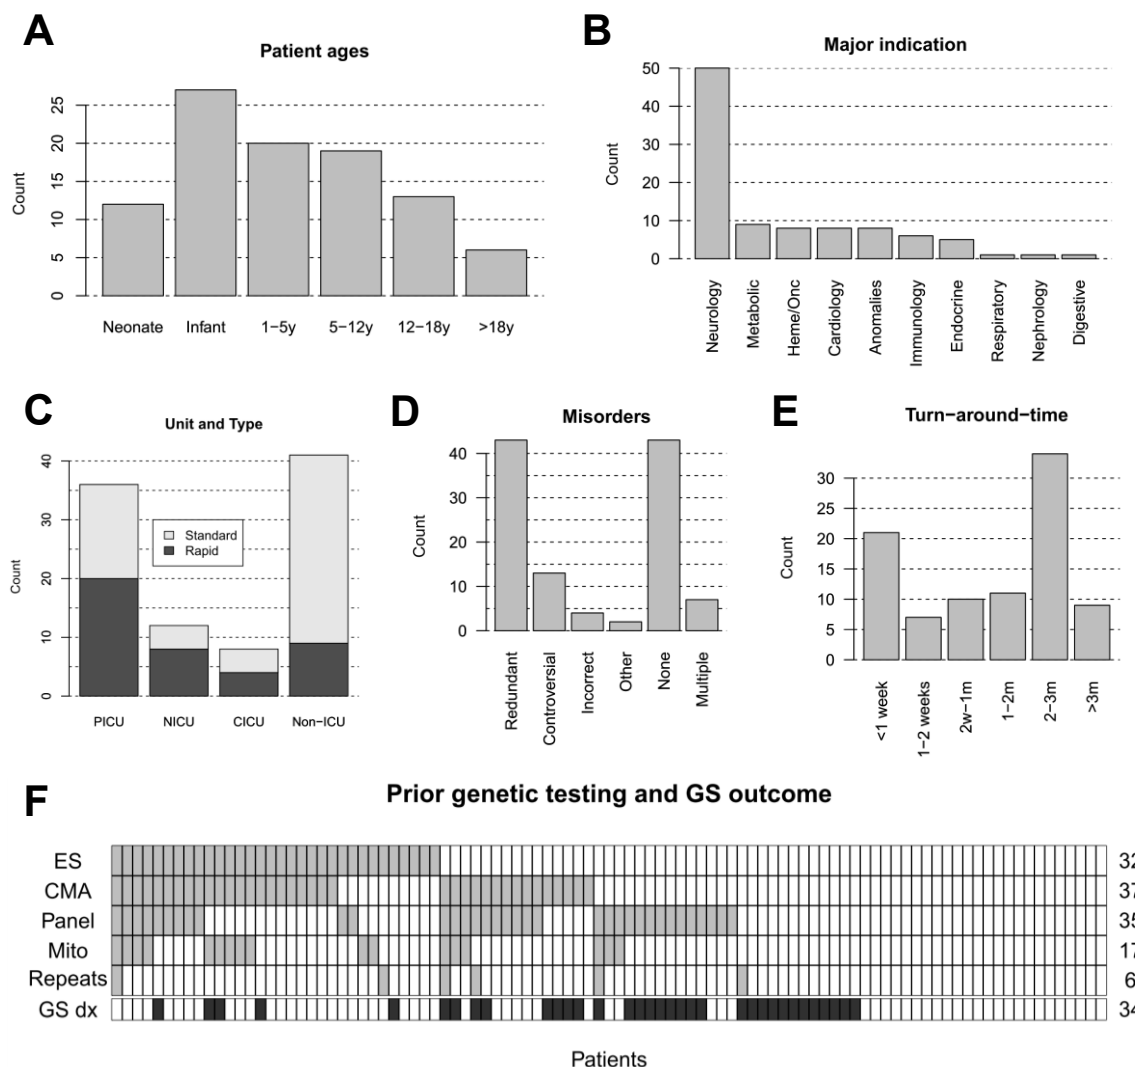 A
Patient ages
Count
0
5
10
15
20
25
Neonate Infant 1−5y 5−12y 12−18y >18y
B
Major indication
Count
50
40
30
20
10
0
Neurology
Metabolic
Heme/Onc
Cardiology
Anomalies
Immunology
Endocrine
Respiratory
Nephrology
Digestive
C
Unit and Type
Count
0
10
20
30
40
Standard
Rapid
PICU NICU CICU Non−ICU
D
Misorders
Count
40
30
20
10
0
Redundant
Controversial
Incorrect
Other
None
Multiple
E
Turn−around−time
Count
30
25
20
15
10
5
0
<1 week
1−2 weeks
2w−1m
1−2m
2−3m
>3m
F
Prior genetic testing and GS outcome
ES 32
CMA 37
Panel 35
Mito 17
Repeats 6
GS dx 34
Patients